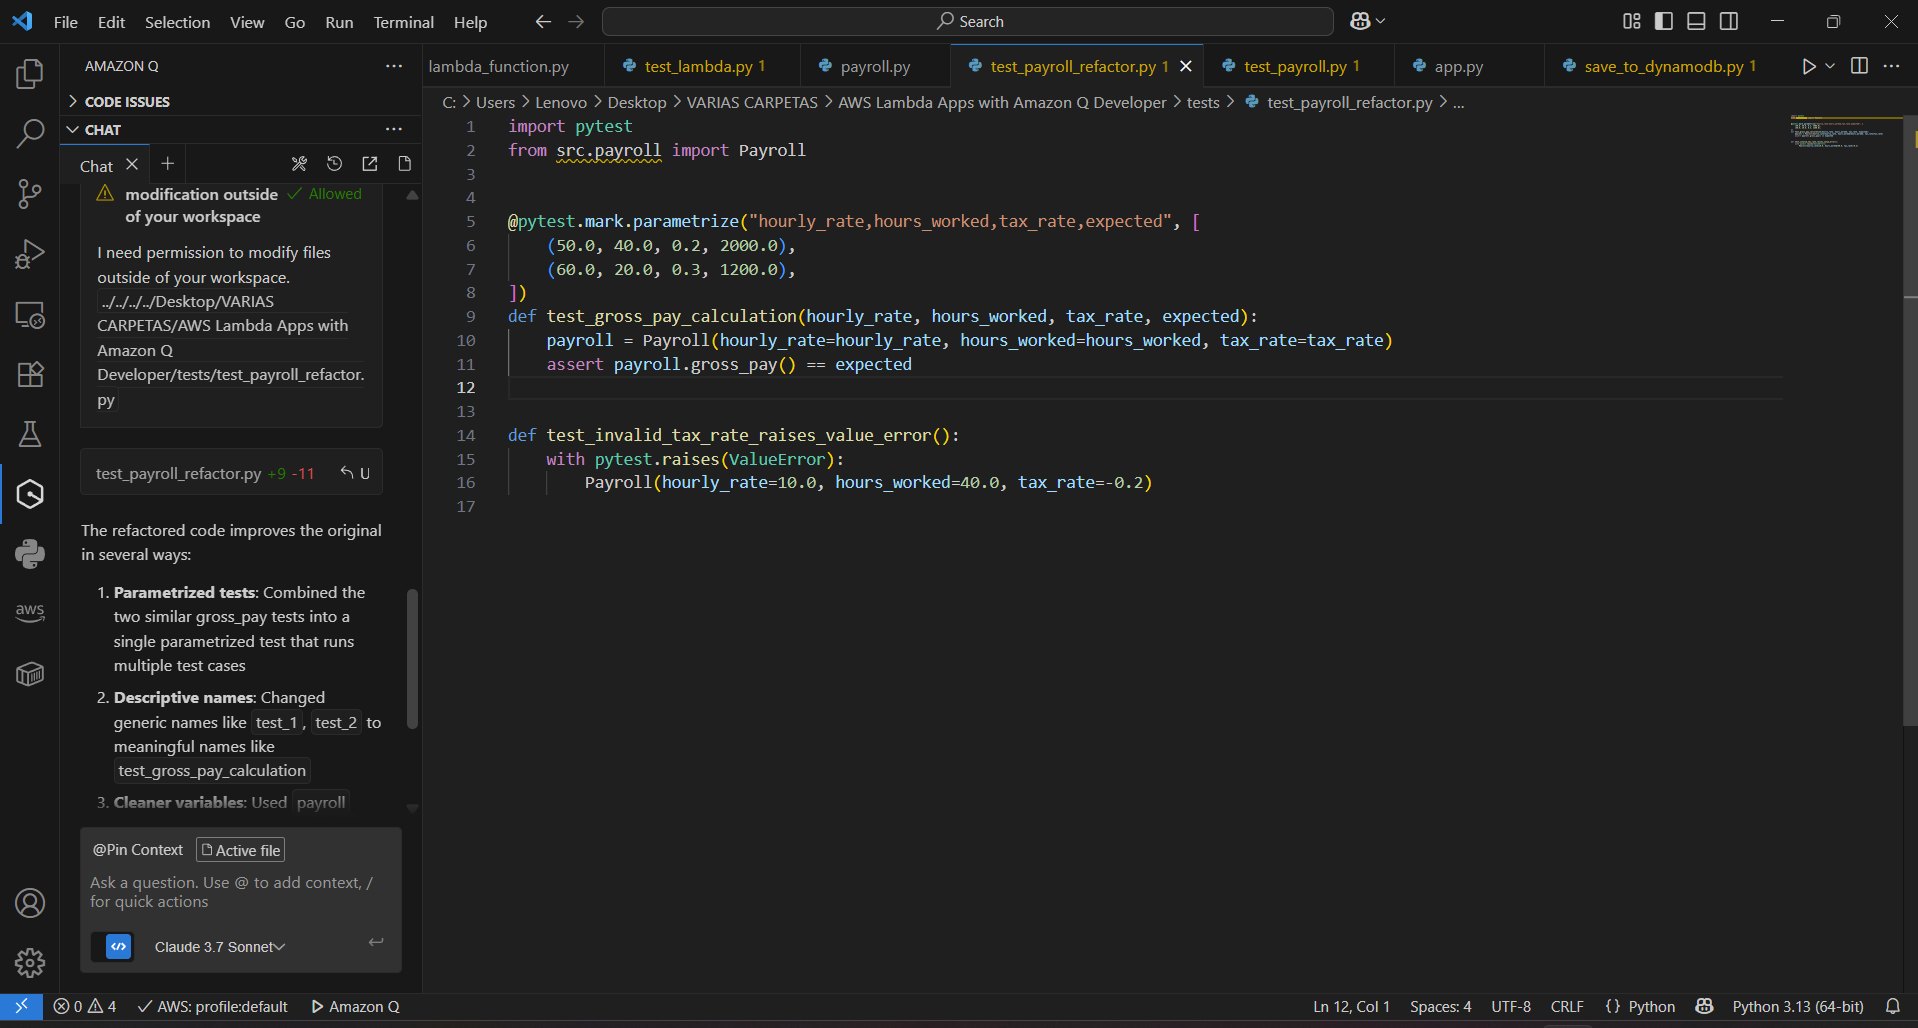 File Edit Selection View Go Run Terminal Help
Search
AMAZON Q
CODE ISSUES
CHAT
Chat
modification outside of your workspace
Allowed
I need permission to modify files
outside of your workspace.
../../../../Desktop/VARIAS
CARPETAS/AWS Lambda Apps with
Amazon Q
Developer/tests/test_payroll_refactor.
py
test_payroll_refactor.py +9 -11 U
The refactored code improves the original
in several ways:
1. Parametrized tests: Combined the
two similar gross_pay tests into a
single parametrized test that runs
multiple test cases
2. Descriptive names: Changed
generic names like test_1, test_2 to
meaningful names like
test_gross_pay_calculation
3. Cleaner variables: Used payroll
@Pin Context Active file
Ask a question. Use @ to add context, /
for quick actions
Claude 3.7 Sonnet
aws
lambda_function.py test_lambda.py 1 payroll.py test_payroll_refactor.py 1 test_payroll.py 1 app.py save_to_dynamodb.py 1
C: > Users > Lenovo > Desktop > VARIAS CARPETAS > AWS Lambda Apps with Amazon Q Developer > tests > test_payroll_refactor.py > ...
1 import pytest
2 from src.payroll import Payroll
3
4
5 @pytest.mark.parametrize("hourly_rate,hours_worked,tax_rate,expected", [
6 (50.0, 40.0, 0.2, 2000.0),
7 (60.0, 20.0, 0.3, 1200.0),
8 ])
9 def test_gross_pay_calculation(hourly_rate, hours_worked, tax_rate, expected):
10 payroll = Payroll(hourly_rate=hourly_rate, hours_worked=hours_worked, tax_rate=tax_rate)
11 assert payroll.gross_pay() == expected
12
13
14 def test_invalid_tax_rate_raises_value_error():
15 with pytest.raises(ValueError):
16 Payroll(hourly_rate=10.0, hours_worked=40.0, tax_rate=-0.2)
17
0 4 AWS: profile:default Amazon Q Ln 12, Col 1 Spaces: 4 UTF-8 CRLF {} Python Python 3.13 (64-bit)